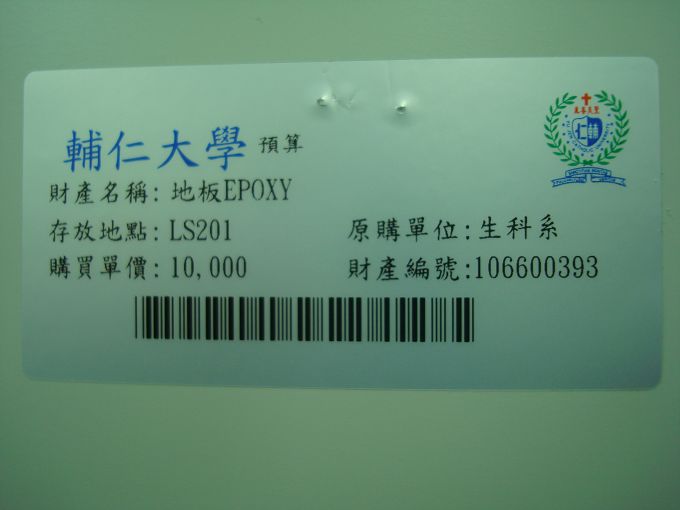 輔仁大學 預算
財產名稱: 地板EPOXY
存放地點: LS201 原購單位: 生科系
購買單價: 10,000 財產編號:106600393
輔仁